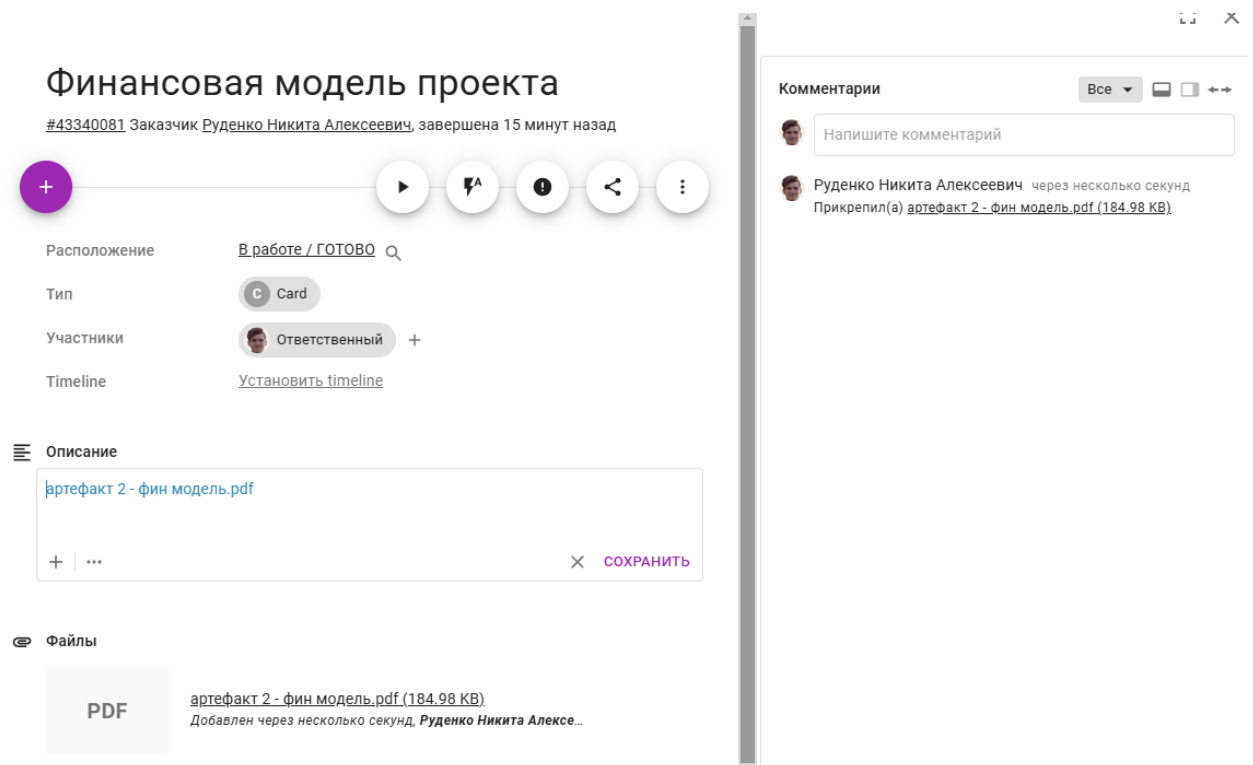 Финансовая модель проекта
#43340081 Заказчик Руденко Никита Алексеевич, завершена 15 минут назад
Расположение
В работе / ГОТОВО
Тип
C Card
Участники
Ответственный
Timeline
Установить timeline
Описание
артефакт 2 - фин модель.pdf
СОХРАНИТЬ
Файлы
PDF
артефакт 2 - фин модель.pdf (184.98 KB)
Добавлен через несколько секунд, Руденко Никита Алексе...
Комментарии
Все
Напишите комментарий
Руденко Никита Алексеевич через несколько секунд
Прикрепил(а) артефакт 2 - фин модель.pdf (184.98 KB)